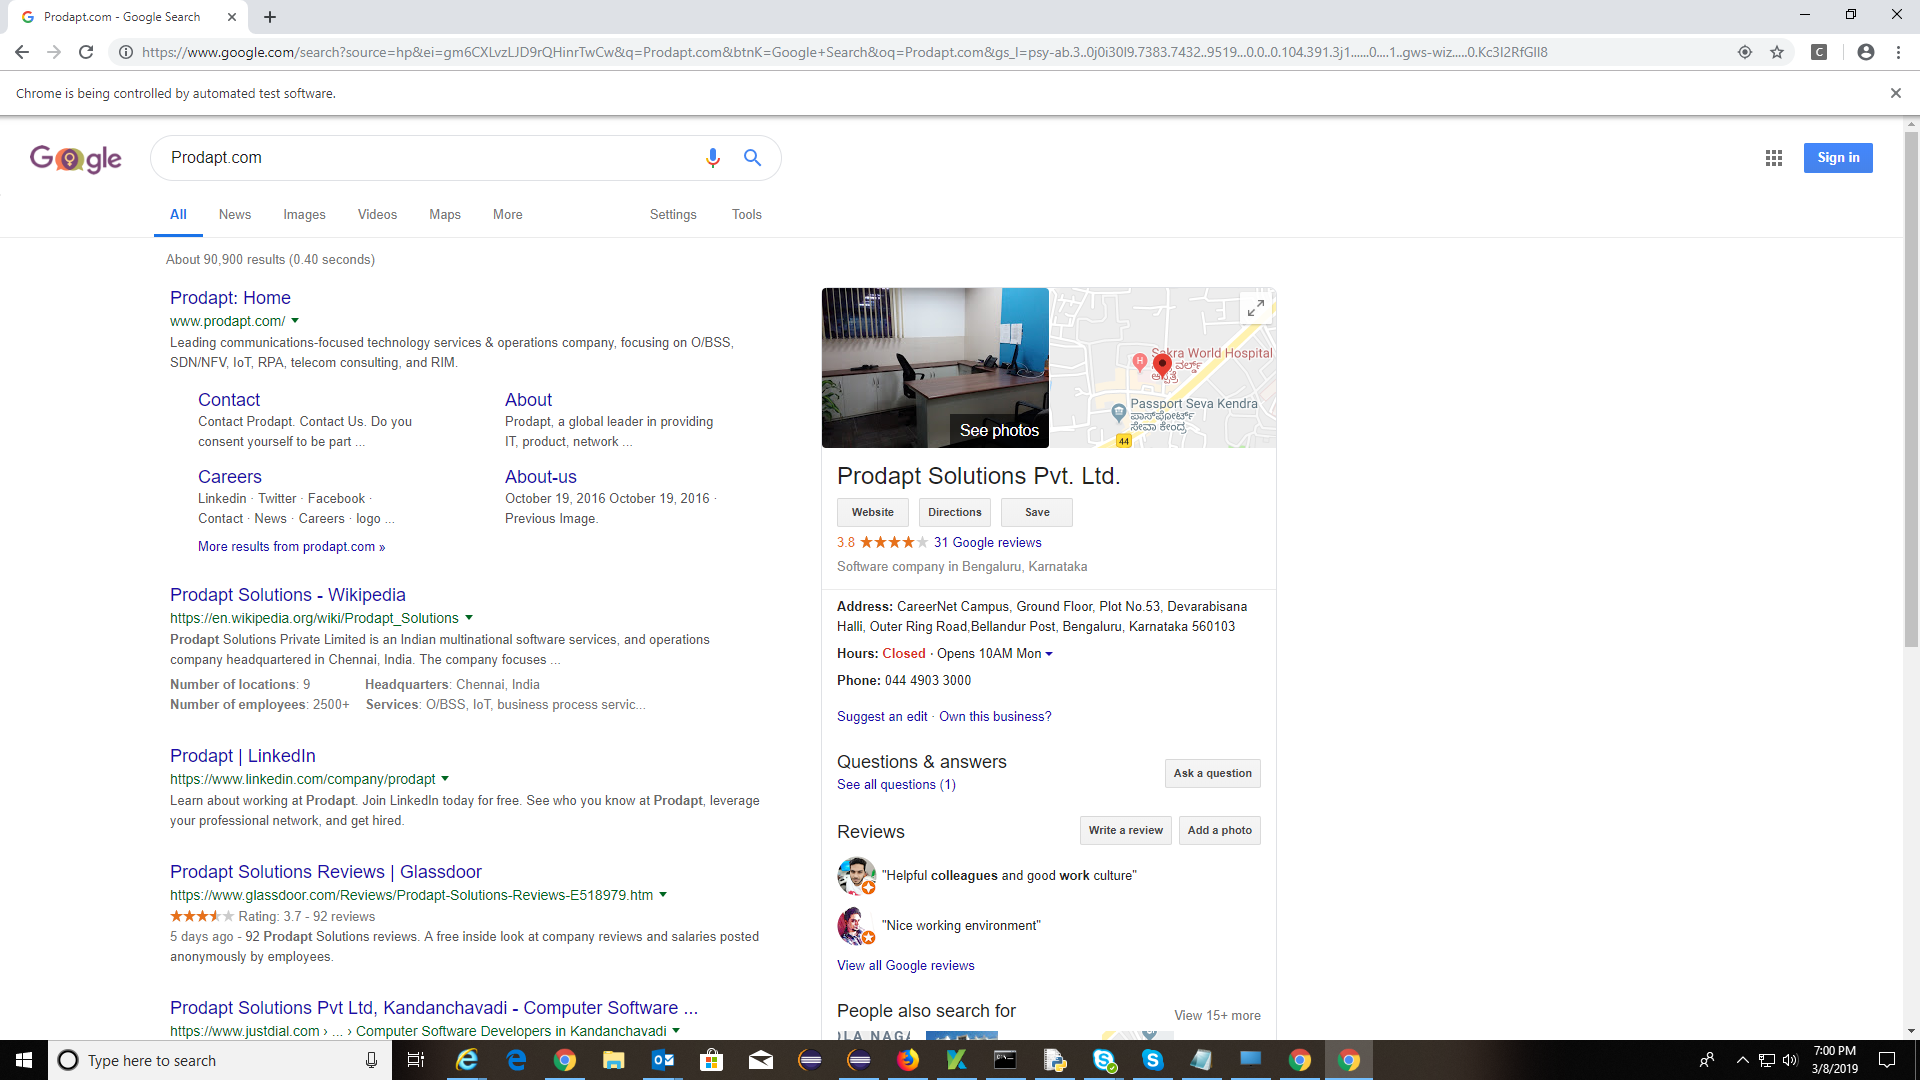 Prodapt.com - Google Search
https://www.google.com/search?source=hp&ei=gm6CXLvzLJD9rQHinrTwCw&q=Prodapt.com&btnK=Google+Search&oq=Prodapt.com&gs_l=psy-ab.3..0j0i30l9.7383.7432..9519...0.0..0.104.391.3j1......0....1..gws-wiz.....0.Kc3I2RfGlI8
Chrome is being controlled by automated test software.
Google
Prodapt.com
Sign in
All News Images Videos Maps More Settings Tools
About 90,900 results (0.40 seconds)
Prodapt: Home
www.prodapt.com/
Leading communications-focused technology services & operations company, focusing on O/BSS,
SDN/NFV, IoT, RPA, telecom consulting, and RIM.
Contact
Contact Prodapt. Contact Us. Do you
consent yourself to be part ...
About
Prodapt, a global leader in providing
IT, product, network ...
Careers
Linkedin · Twitter · Facebook ·
Contact · News · Careers · logo ...
About-us
October 19, 2016 October 19, 2016 ·
Previous Image.
More results from prodapt.com »
Prodapt Solutions - Wikipedia
https://en.wikipedia.org/wiki/Prodapt_Solutions
Prodapt Solutions Private Limited is an Indian multinational software services, and operations
company headquartered in Chennai, India. The company focuses ...
Number of locations: 9 Headquarters: Chennai, India
Number of employees: 2500+ Services: O/BSS, IoT, business process servic...
Prodapt | LinkedIn
https://www.linkedin.com/company/prodapt
Learn about working at Prodapt. Join LinkedIn today for free. See who you know at Prodapt, leverage
your professional network, and get hired.
Prodapt Solutions Reviews | Glassdoor
https://www.glassdoor.com/Reviews/Prodapt-Solutions-Reviews-E518979.htm
Rating: 3.7 - 92 reviews
5 days ago - 92 Prodapt Solutions reviews. A free inside look at company reviews and salaries posted
anonymously by employees.
Prodapt Solutions Pvt Ltd, Kandanchavadi - Computer Software ...
https://www.justdial.com › ... › Computer Software Developers in Kandanchavadi
See photos
Sakra World Hospital
H
ವರ್ಲ್ಡ್
ಆಸ್ಪತ್ರೆ
Passport Seva Kendra
ಪಾಸ್‌ಪೋರ್ಟ್
ಸೇವಾ ಕೇಂದ್ರ
44
Prodapt Solutions Pvt. Ltd.
Website Directions Save
3.8 31 Google reviews
Software company in Bengaluru, Karnataka
Address: CareerNet Campus, Ground Floor, Plot No.53, Devarabisana
Halli, Outer Ring Road,Bellandur Post, Bengaluru, Karnataka 560103
Hours: Closed · Opens 10AM Mon
Phone: 044 4903 3000
Suggest an edit · Own this business?
Questions & answers
See all questions (1)
Ask a question
Reviews
Write a review Add a photo
"Helpful colleagues and good work culture"
"Nice working environment"
View all Google reviews
People also search for
View 15+ more
Type here to search
7:00 PM
3/8/2019